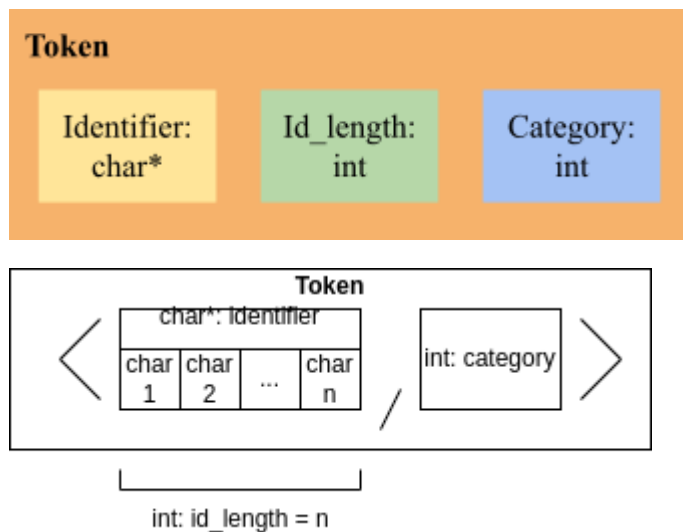 Token
Identifier:
char*
Id_length:
int
Category:
int
Token
char*: Identifier
char
1
char
2
...
char
n
/
int: category
int: id_length = n